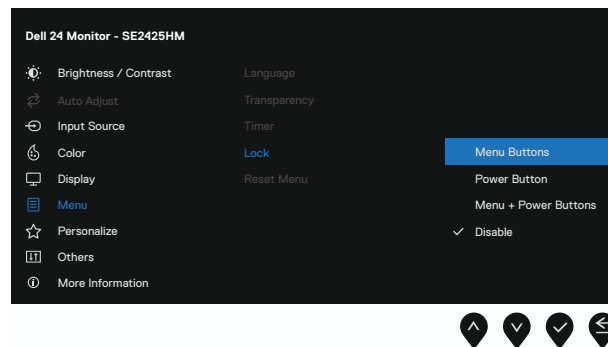 Dell 24 Monitor - SE2425HM
Brightness / Contrast
Auto Adjust
Input Source
Color
Display
Menu
Personalize
Others
More Information
Language
Transparency
Timer
Lock
Reset Menu
Menu Buttons
Power Button
Menu + Power Buttons
Disable